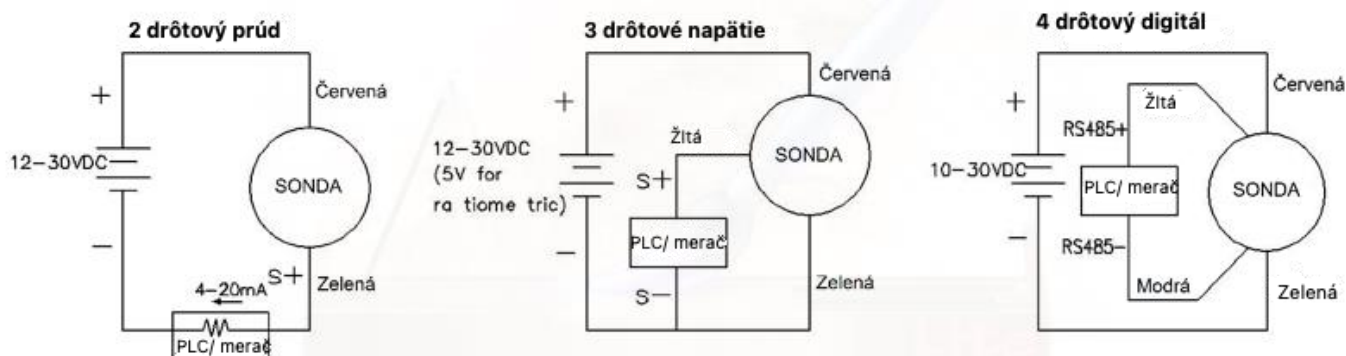 2 drôtový prúd
Červená
+
12-30VDC
SONDA
−
S+
4-20mA
Zelená
PLC/ merač
3 drôtové napätie
Červená
+
Žltá
12-30VDC
(5V for
ra tiome tric)
S+
SONDA
PLC/ merač
−
S-
Zelená
4 drôtový digitál
Červená
+
Žltá
RS485+
10-30VDC
PLC/ merač
SONDA
−
RS485-
Modrá
Zelená